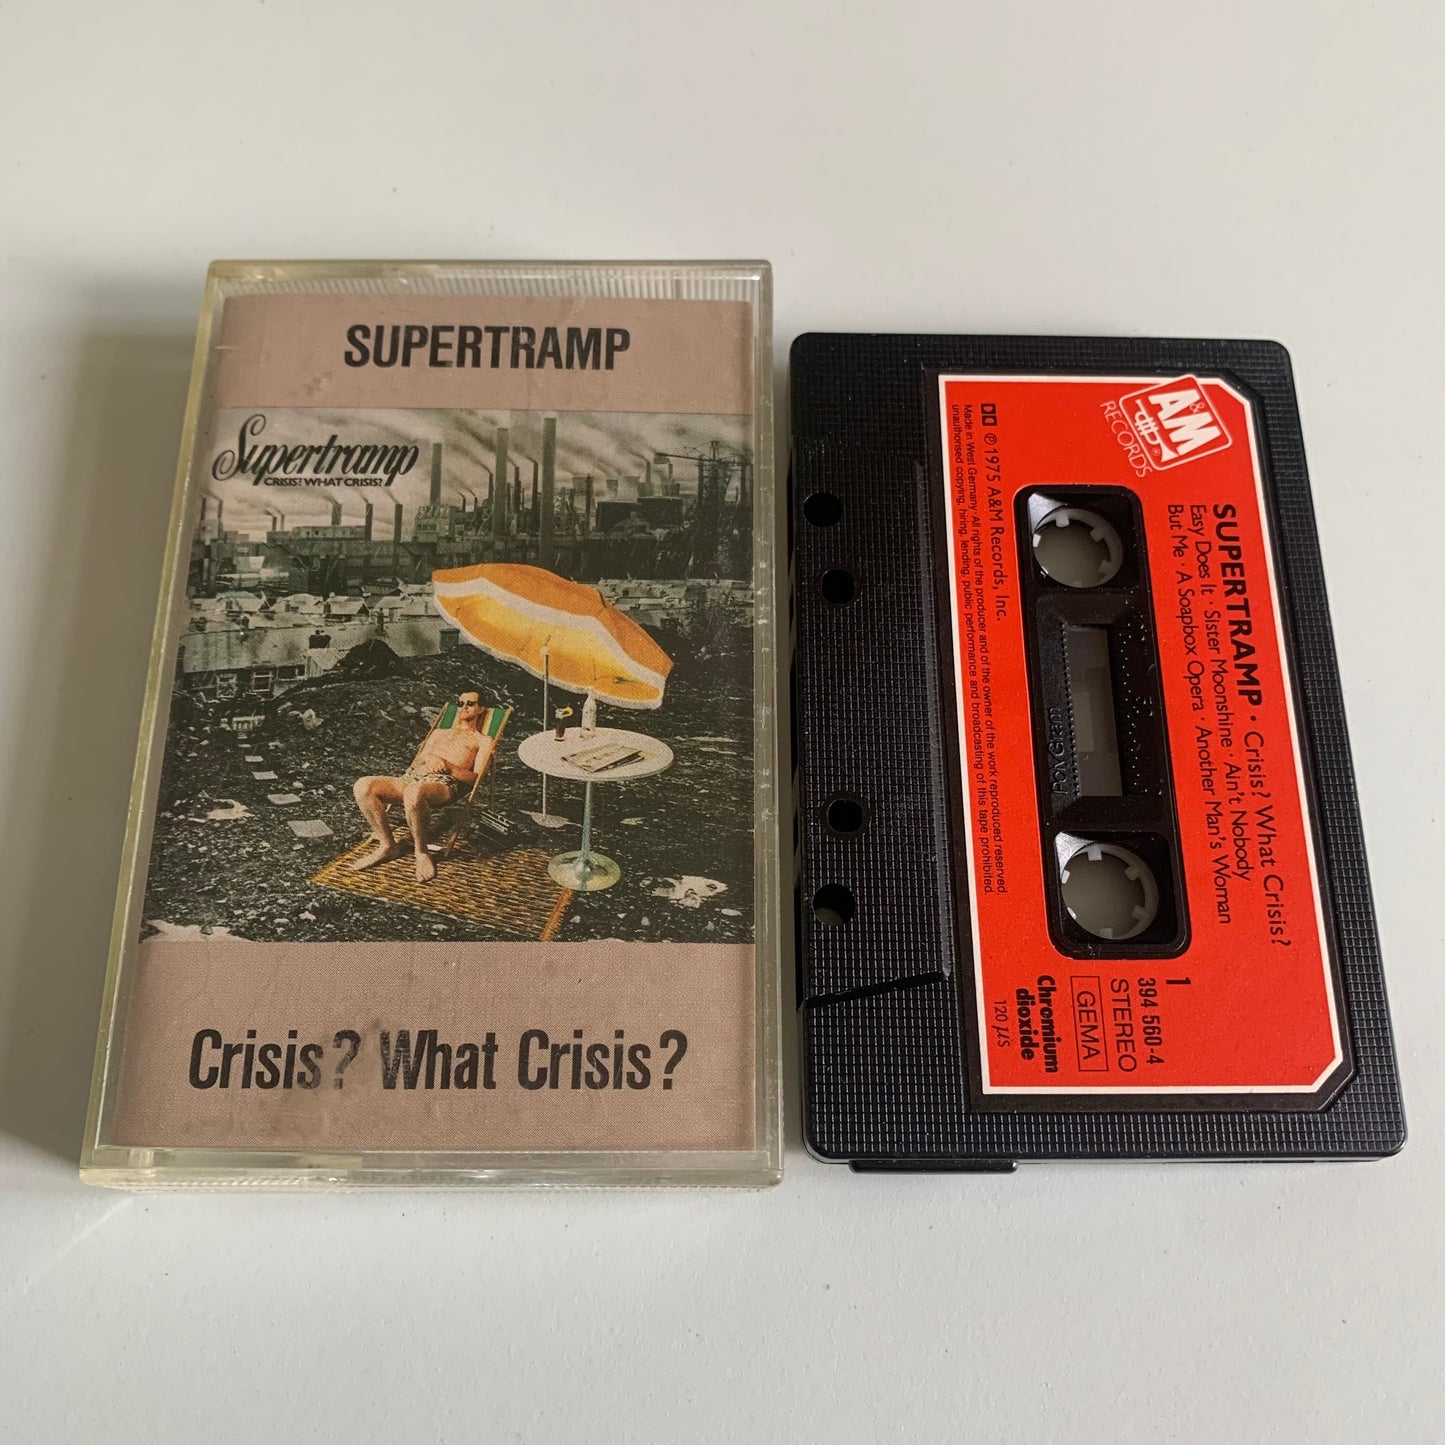 SUPERTRAMP
Supertramp
CRISIS? WHAT CRISIS?
Crisis? What Crisis?
A&M
RECORDS
SUPERTRAMP · Crisis? What Crisis?
Easy Does It · Sister Moonshine · Ain't Nobody
But Me · A Soapbox Opera · Another Man's Woman
PolyGram
℗ 1975 A&M Records, Inc.
Made in West Germany · All rights of the producer and of the owner of the work reproduced reserved,
unauthorised copying, hiring, lending, public performance and broadcasting of this tape prohibited.
1
394 560-4
STEREO
GEMA
Chromium
dioxide
120 µs